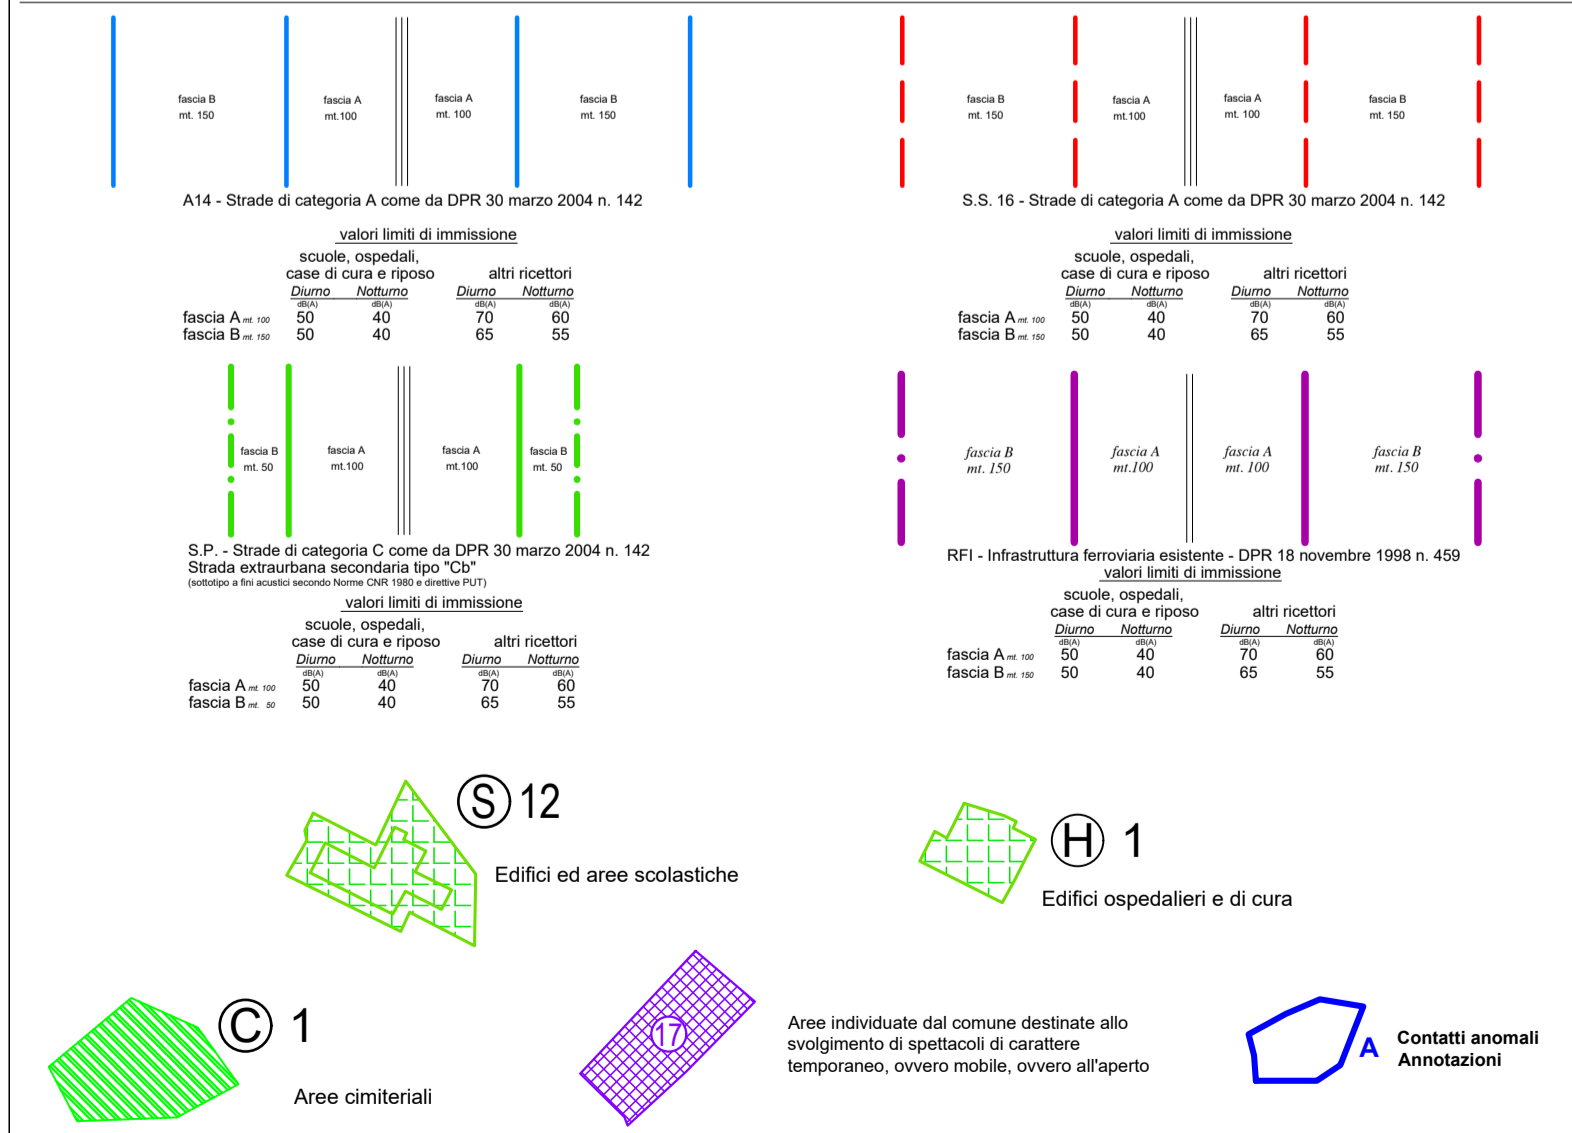 fascia B
mt. 150
fascia A
mt.100
fascia A
mt. 100
fascia B
mt. 150
A14 - Strade di categoria A come da DPR 30 marzo 2004 n. 142
valori limiti di immissione
scuole, ospedali,
case di cura e riposo altri ricettori
Diurno Notturno Diurno Notturno
dB(A) dB(A) dB(A) dB(A)
fascia A mt. 100 50 40 70 60
fascia B mt. 150 50 40 65 55
fascia B
mt. 150
fascia A
mt.100
fascia A
mt. 100
fascia B
mt. 150
S.S. 16 - Strade di categoria A come da DPR 30 marzo 2004 n. 142
valori limiti di immissione
scuole, ospedali,
case di cura e riposo altri ricettori
Diurno Notturno Diurno Notturno
dB(A) dB(A) dB(A) dB(A)
fascia A mt. 100 50 40 70 60
fascia B mt. 150 50 40 65 55
fascia B
mt. 50
fascia A
mt.100
fascia A
mt.100
fascia B
mt. 50
S.P. - Strade di categoria C come da DPR 30 marzo 2004 n. 142
Strada extraurbana secondaria tipo "Cb"
(sottotipo a fini acustici secondo Norme CNR 1980 e direttive PUT)
valori limiti di immissione
scuole, ospedali,
case di cura e riposo altri ricettori
Diurno Notturno Diurno Notturno
dB(A) dB(A) dB(A) dB(A)
fascia A mt. 100 50 40 70 60
fascia B mt. 50 50 40 65 55
fascia B
mt. 150
fascia A
mt.100
fascia A
mt. 100
fascia B
mt. 150
RFI - Infrastruttura ferroviaria esistente - DPR 18 novembre 1998 n. 459
valori limiti di immissione
scuole, ospedali,
case di cura e riposo altri ricettori
Diurno Notturno Diurno Notturno
dB(A) dB(A) dB(A) dB(A)
fascia A mt. 100 50 40 70 60
fascia B mt. 150 50 40 65 55
S 12
Edifici ed aree scolastiche
H 1
Edifici ospedalieri e di cura
C 1
Aree cimiteriali
17
Aree individuate dal comune destinate allo
svolgimento di spettacoli di carattere
temporaneo, ovvero mobile, ovvero all'aperto
A
Contatti anomali
Annotazioni